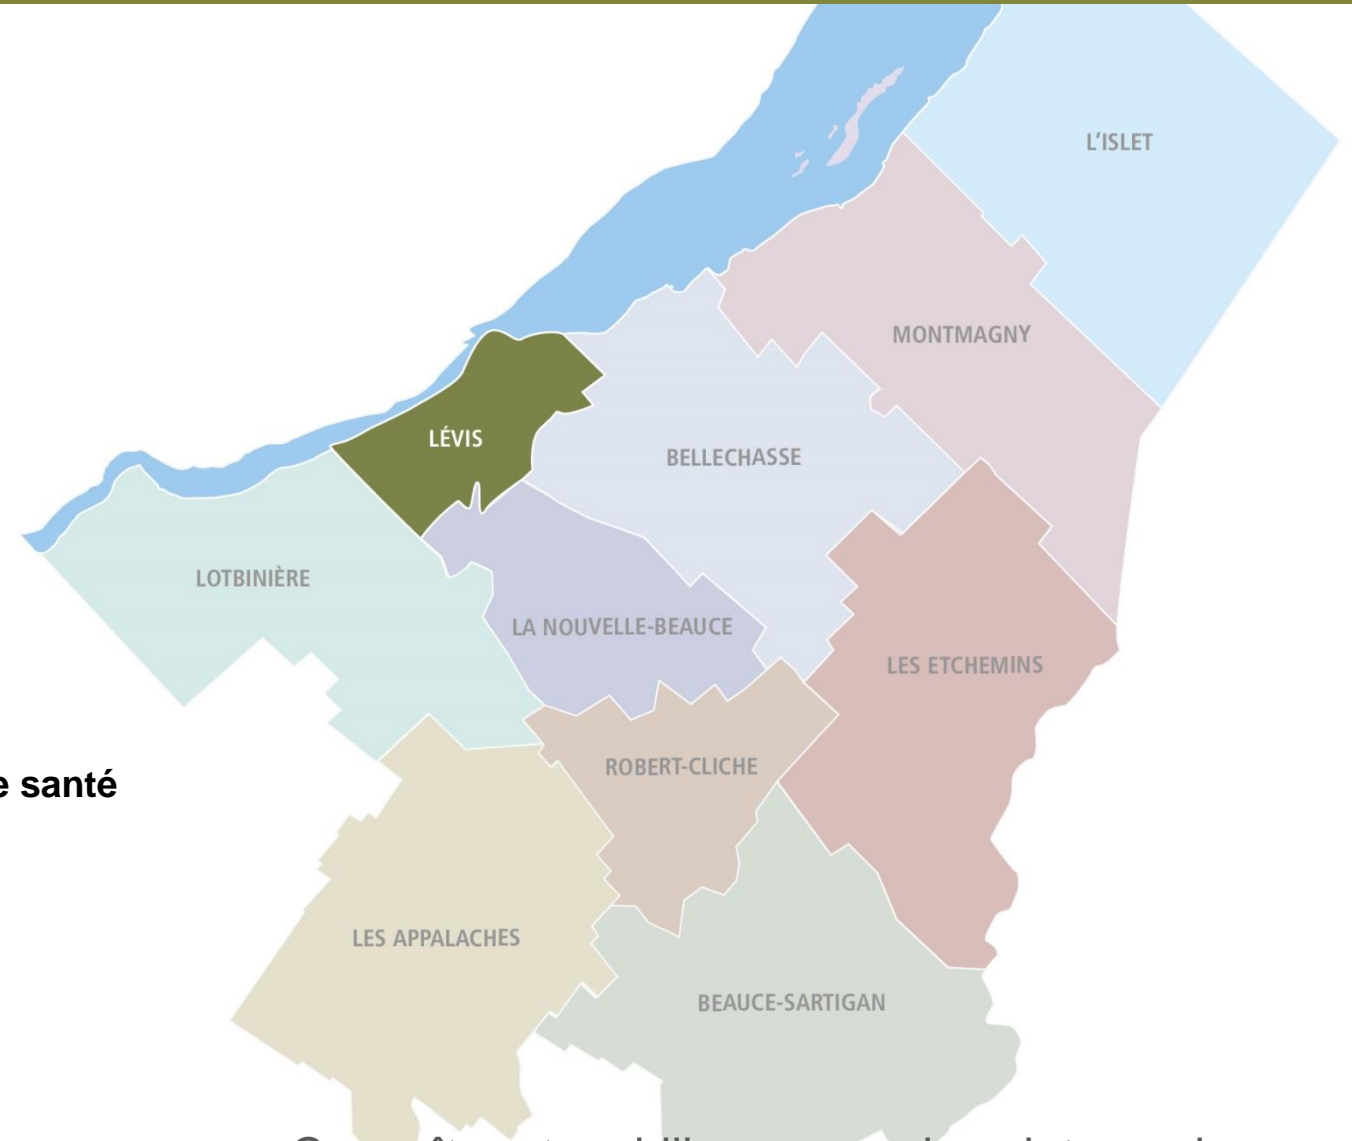 L'ISLET
MONTMAGNY
LÉVIS
BELLECHASSE
LOTBINIÈRE
LA NOUVELLE-BEAUCE
LES ETCHEMINS
ROBERT-CLICHE
e santé
LES APPALACHES
BEAUCE-SARTIGAN